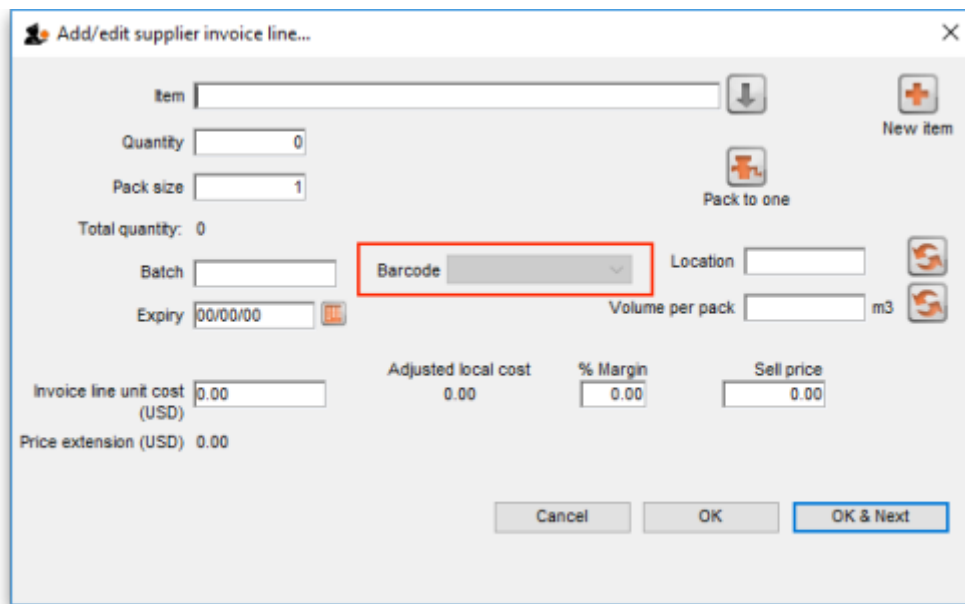 Add/edit supplier invoice line...
Item
New item
Quantity 0
Pack size 1
Pack to one
Total quantity: 0
Batch Barcode Location
Expiry 00/00/00 Volume per pack m3
Adjusted local cost % Margin Sell price
Invoice line unit cost 0.00 0.00 0.00 0.00
(USD)
Price extension (USD) 0.00
Cancel OK OK & Next